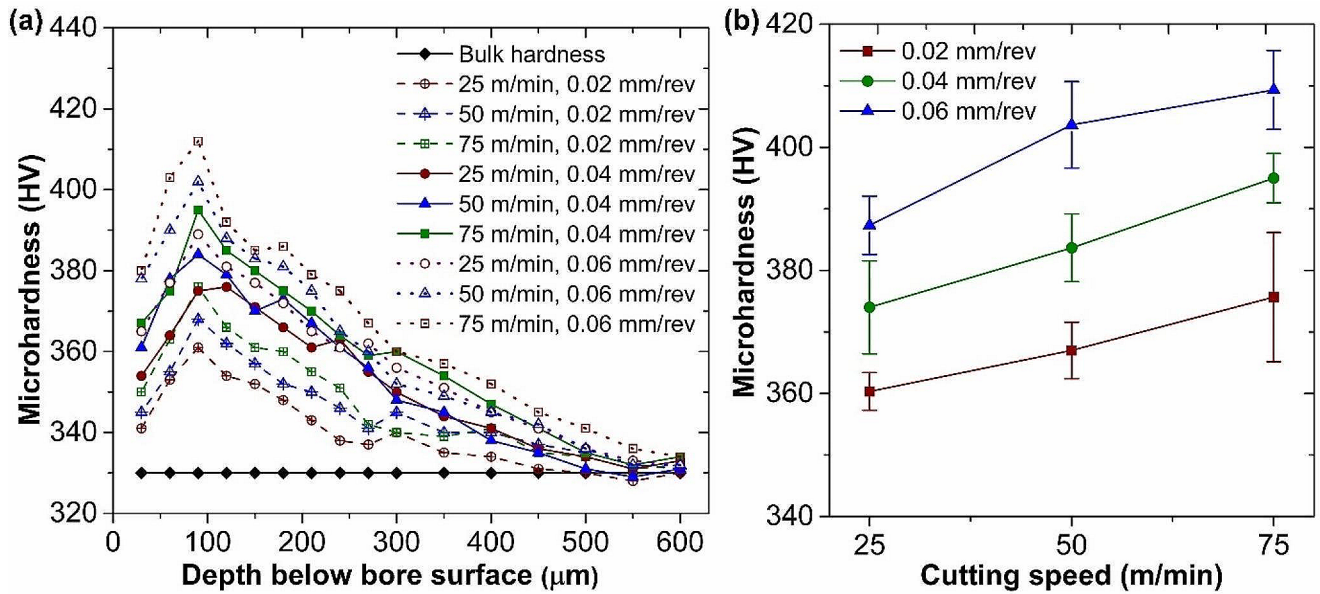 (a)
440
420
400
380
360
340
320
Microhardness (HV)
Bulk hardness
25 m/min, 0.02 mm/rev
50 m/min, 0.02 mm/rev
75 m/min, 0.02 mm/rev
25 m/min, 0.04 mm/rev
50 m/min, 0.04 mm/rev
75 m/min, 0.04 mm/rev
25 m/min, 0.06 mm/rev
50 m/min, 0.06 mm/rev
75 m/min, 0.06 mm/rev
0 100 200 300 400 500 600
Depth below bore surface (µm)
(b)
420
400
380
360
340
Microhardness (HV)
0.02 mm/rev
0.04 mm/rev
0.06 mm/rev
25 50 75
Cutting speed (m/min)